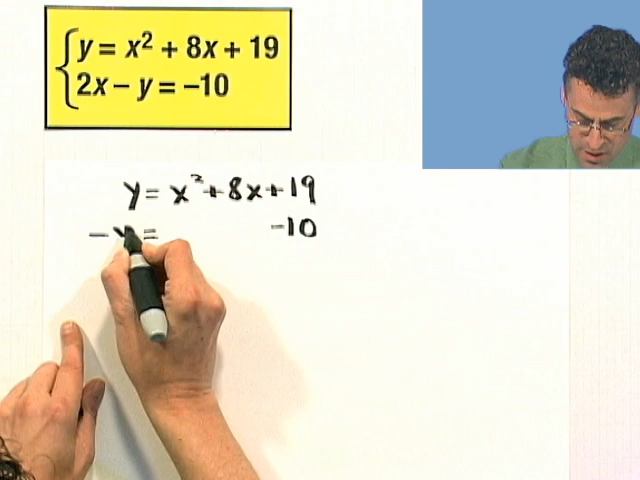 y = x² + 8x + 19
2x – y = –10
y = x² + 8x + 19
– y = -10